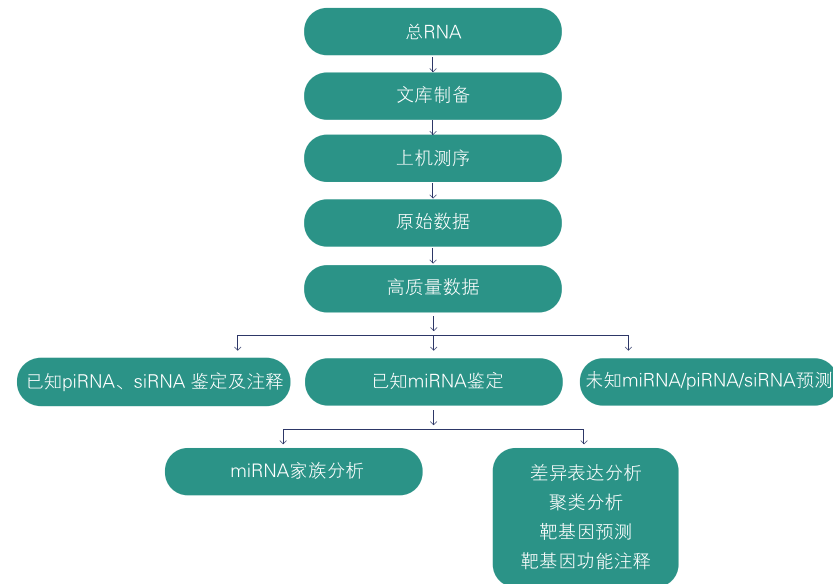 总RNA
文库制备
上机测序
原始数据
高质量数据
已知piRNA、siRNA 鉴定及注释
已知miRNA鉴定
未知miRNA/piRNA/siRNA预测
miRNA家族分析
差异表达分析
聚类分析
靶基因预测
靶基因功能注释